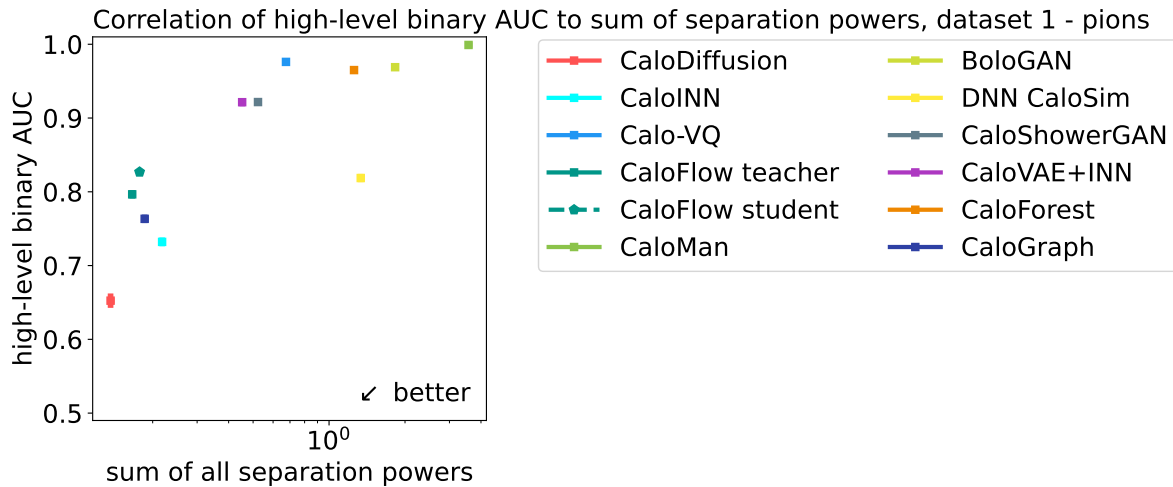 Correlation of high-level binary AUC to sum of separation powers, dataset 1 - pions
high-level binary AUC
1.0
0.9
0.8
0.7
0.6
0.5
↙ better
10⁰
sum of all separation powers
CaloDiffusion
CaloINN
Calo-VQ
CaloFlow teacher
CaloFlow student
CaloMan
BoloGAN
DNN CaloSim
CaloShowerGAN
CaloVAE+INN
CaloForest
CaloGraph